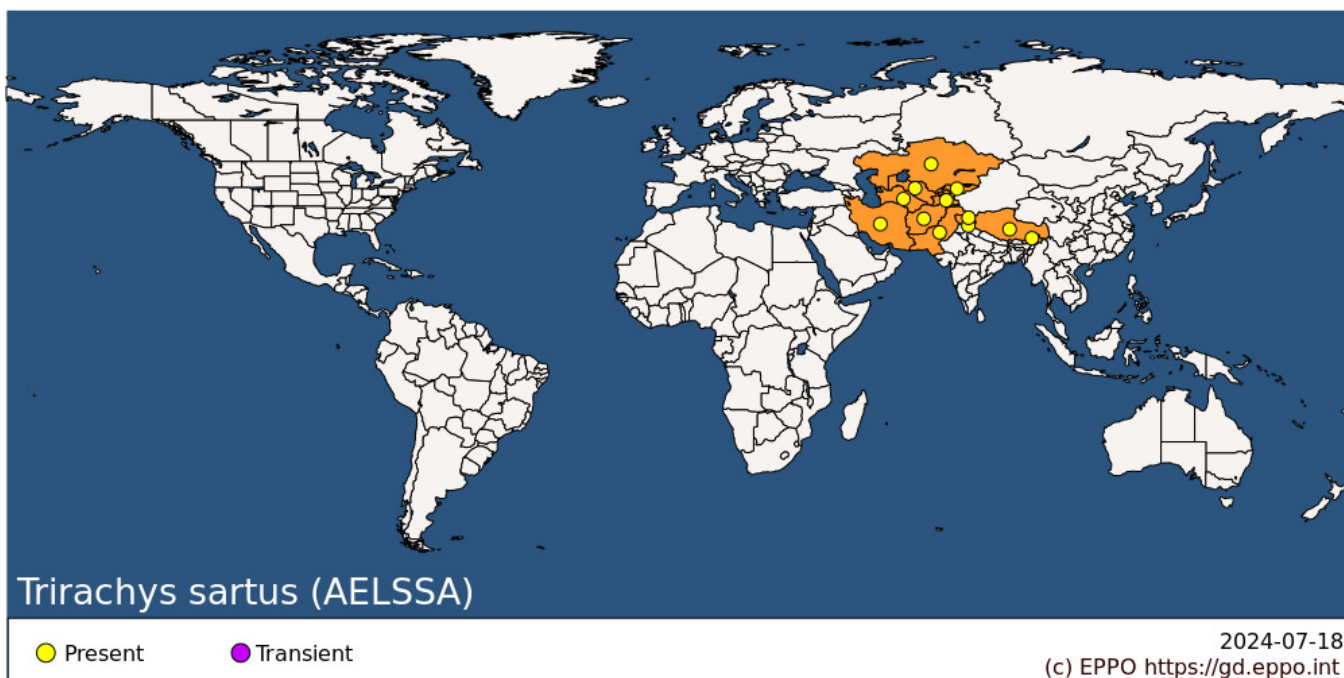 Trirachys sartus (AELSSA)
Present
Transient
2024-07-18
(c) EPPO https://gd.eppo.int